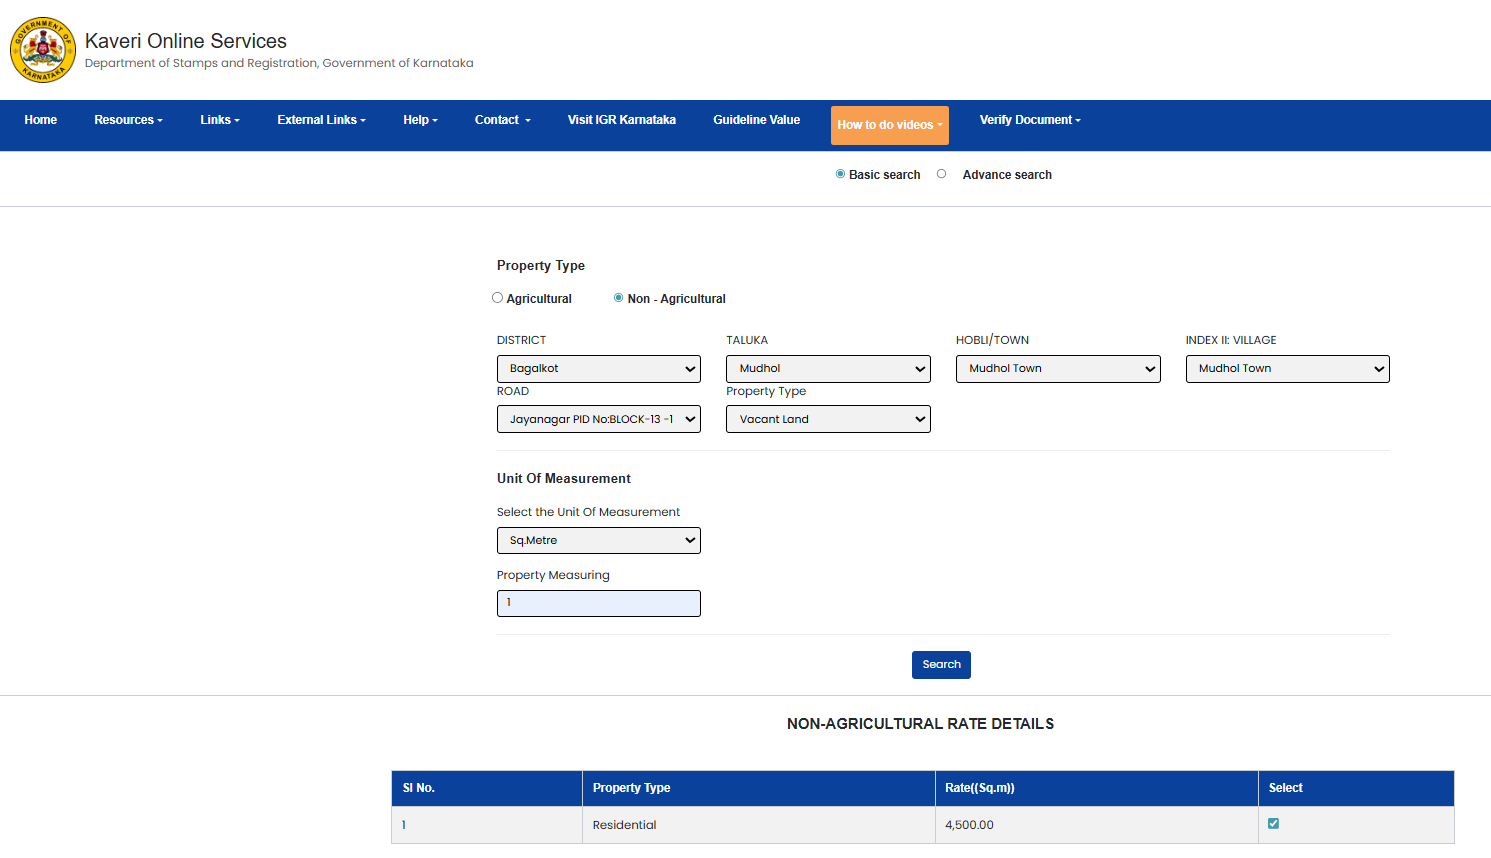 GOVERNMENT OF
KARNATAKA
Kaveri Online Services
Department of Stamps and Registration, Government of Karnataka
Home Resources Links External Links Help Contact Visit IGR Karnataka Guideline Value How to do videos Verify Document
Basic search Advance search
Property Type
Agricultural Non - Agricultural
DISTRICT TALUKA HOBLI/TOWN INDEX II: VILLAGE
Bagalkot Mudhol Mudhol Town Mudhol Town
ROAD Property Type
Jayanagar PID No:BLOCK-13 -1 Vacant Land
Unit Of Measurement
Select the Unit Of Measurement
Sq.Metre
Property Measuring
1
Search
NON-AGRICULTURAL RATE DETAILS
Sl No. Property Type Rate((Sq.m)) Select
1 Residential 4,500.00